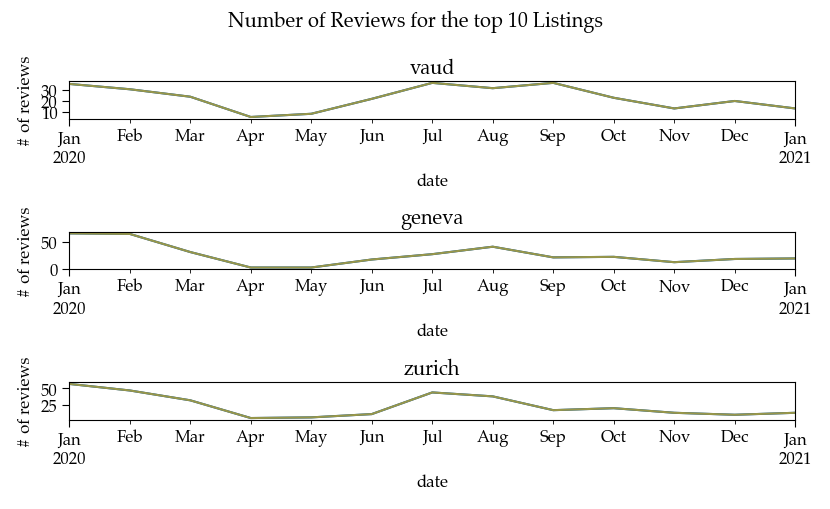 Number of Reviews for the top 10 Listings
vaud
# of reviews
30
20
10
Jan Feb Mar Apr May Jun Jul Aug Sep Oct Nov Dec Jan
2020 2021
date
geneva
# of reviews
50
0
Jan Feb Mar Apr May Jun Jul Aug Sep Oct Nov Dec Jan
2020 2021
date
zurich
# of reviews
50
25
Jan Feb Mar Apr May Jun Jul Aug Sep Oct Nov Dec Jan
2020 2021
date